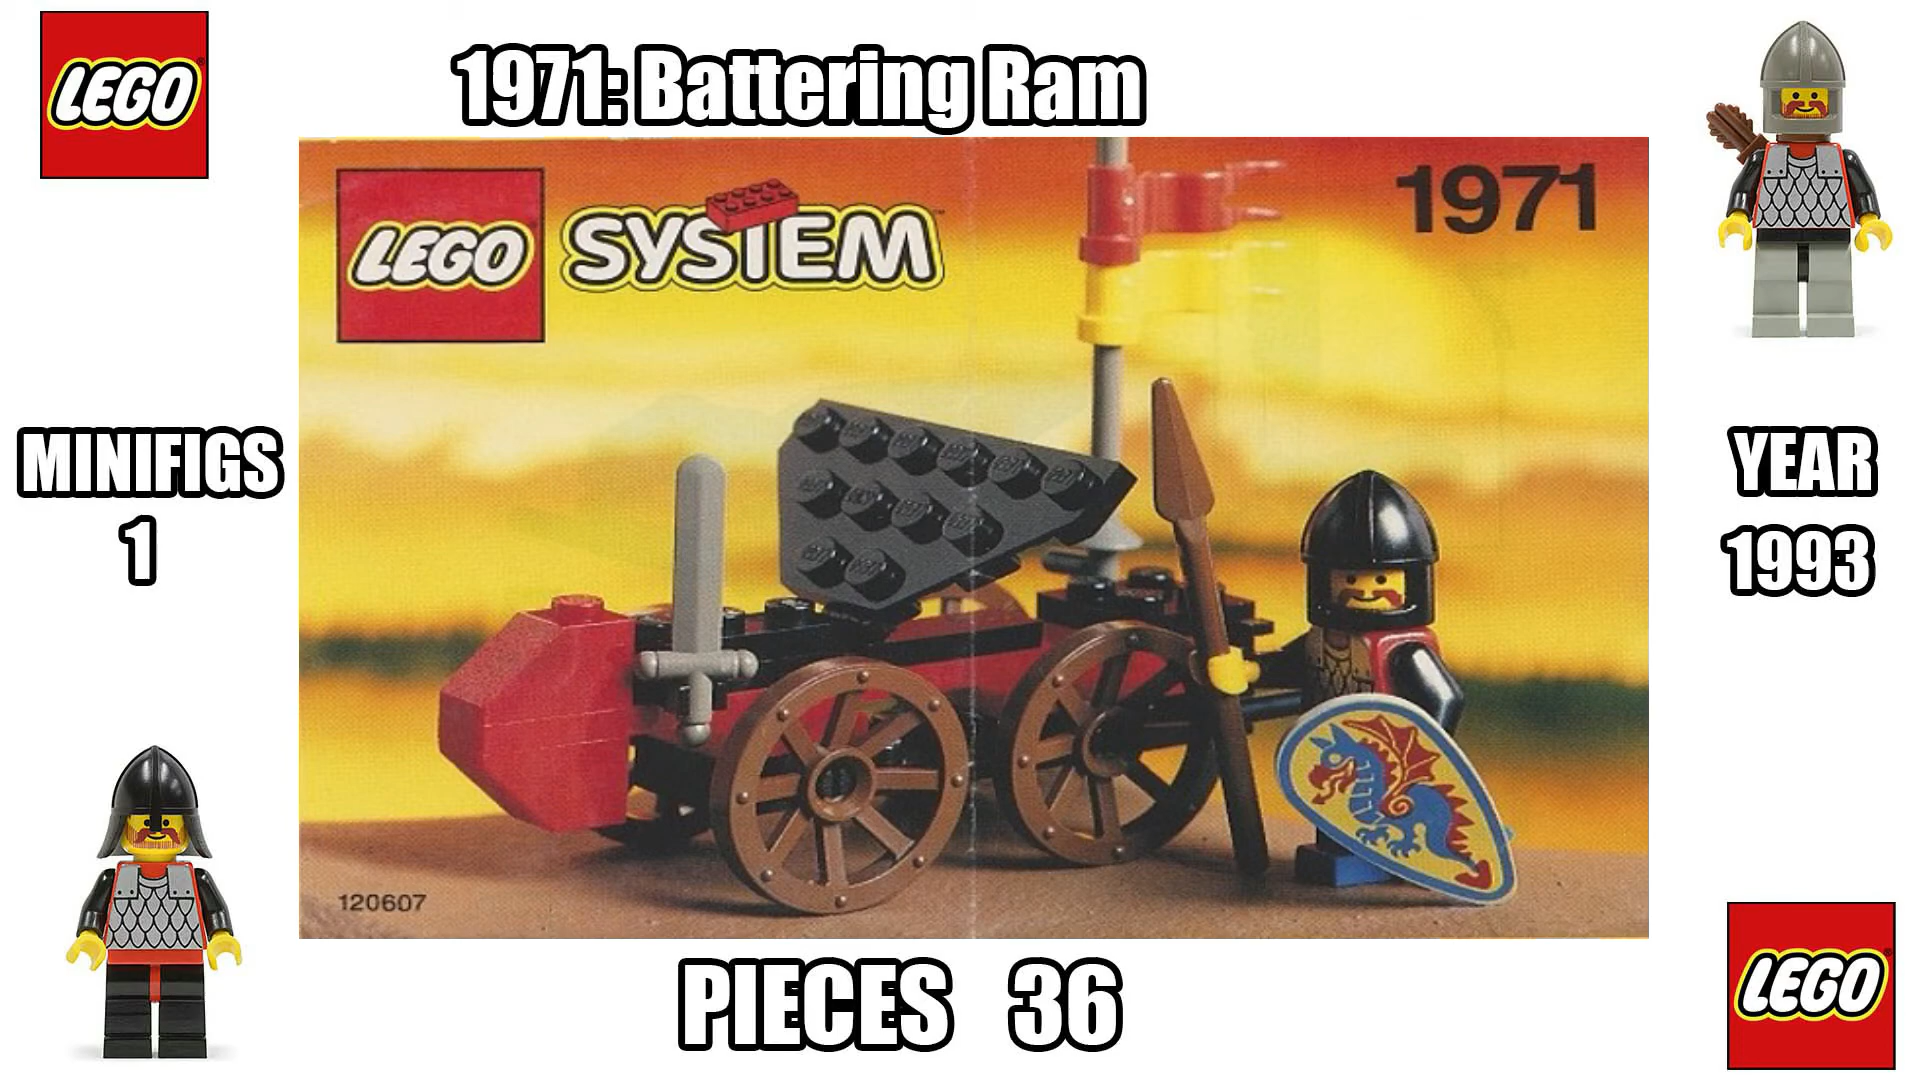 LEGO
1971: Battering Ram
LEGO SYSTEM
1971
MINIFIGS
1
YEAR
1993
120607
PIECES 36
LEGO